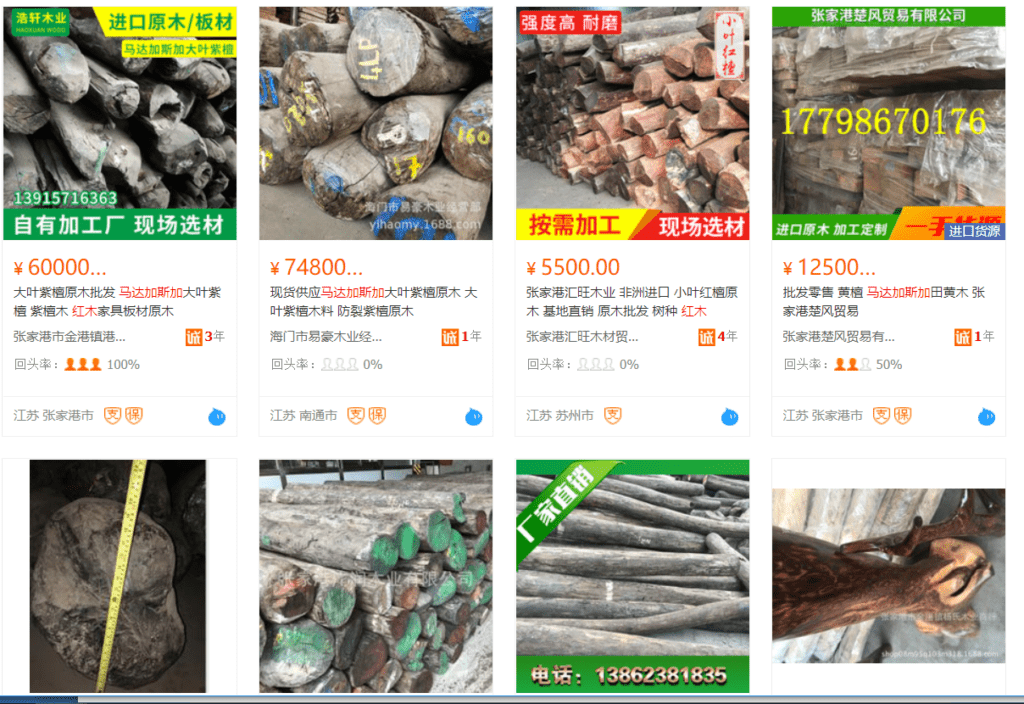 浩轩木业
HAOXUAN WOOD
进口原木/板材
马达加斯加大叶紫檀
13915716363
自有加工厂 现场选材
¥ 60000...
大叶紫檀原木批发 马达加斯加大叶紫
檀 紫檀木 红木家具板材原木
张家港市金港镇港...
诚 3年
回头率: 100%
江苏 张家港市 支 保
160
17
海门市易豪木业经营部
yihaomy.1688.com
¥ 74800...
现货供应马达加斯加大叶紫檀原木 大
叶紫檀木料 防裂紫檀原木
海门市易豪木业经...
诚 1年
回头率: 0%
江苏 南通市 支 保
强度高 耐磨
小叶红檀
按需加工 现场选材
¥ 5500.00
张家港汇旺木业 非洲进口 小叶红檀原
木 基地直销 原木批发 树种 红木
张家港汇旺木材贸...
诚 4年
回头率: 0%
江苏 苏州市 支
张家港楚风贸易有限公司
17798670176
进口原木 加工定制
进口货源
¥ 12500...
批发零售 黄檀 马达加斯加田黄木 张
家港楚风贸易
张家港楚风贸易有...
诚 1年
回头率: 50%
江苏 张家港市 支 保
厂家直销
电话: 13862381835